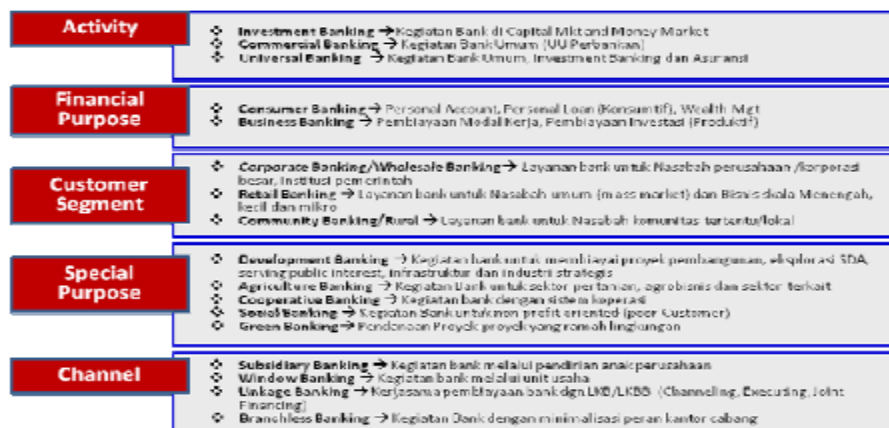 Activity
❖ Investment Banking → Kegiatan Bank di Capital Mkt and Money Market
❖ Commercial Banking → Kegiatan Bank Umum (UU Perbankan)
❖ Universal Banking → Kegiatan Bank Umum, Investment Banking dan Asuransi
Financial
Purpose
❖ Consumer Banking → Personal Account, Personal Loan (Konsumtif), Wealth Mgt
❖ Business Banking → Pembiayaan Modal Kerja, Pembiayaan Investasi (Produktif)
Customer
Segment
❖ Corporate Banking/Wholesale Banking → Layanan bank untuk Nasabah perusahaan /korporasi
besar, institusi pemerintah
❖ Retail Banking → Layanan bank untuk Nasabah umum (mass market) dan Bisnis skala Menengah,
kecil dan mikro
❖ Community Banking/Rural → Layanan bank untuk Nasabah komunitas tertentu/lokal
Special
Purpose
❖ Development Banking → Kegiatan bank untuk membiayai proyek pembangunan, eksplorasi SDA,
serving public interest, infrastruktur dan industri strategis
❖ Agriculture Banking → Kegiatan Bank untuk sektor pertanian, agrobisnis dan sektor terkait
❖ Cooperative Banking → Kegiatan bank dengan sistem koperasi
❖ Social Banking → Kegiatan Bank untuk non profit oriented (poor Customer)
❖ Green Banking → Pendanaan Proyek proyek yang ramah lingkungan
Channel
❖ Subsidiary Banking → Kegiatan bank melalui pendirian anak perusahaan
❖ Window Banking → Kegiatan bank melalui unit usaha
❖ Linkage Banking → Kerjasama pembiayaan bank dgn LKB/LKBB (Channeling, Executing, Joint
Financing)
❖ Branchless Banking → Kegiatan Bank dengan minimalisasi peran kantor cabang